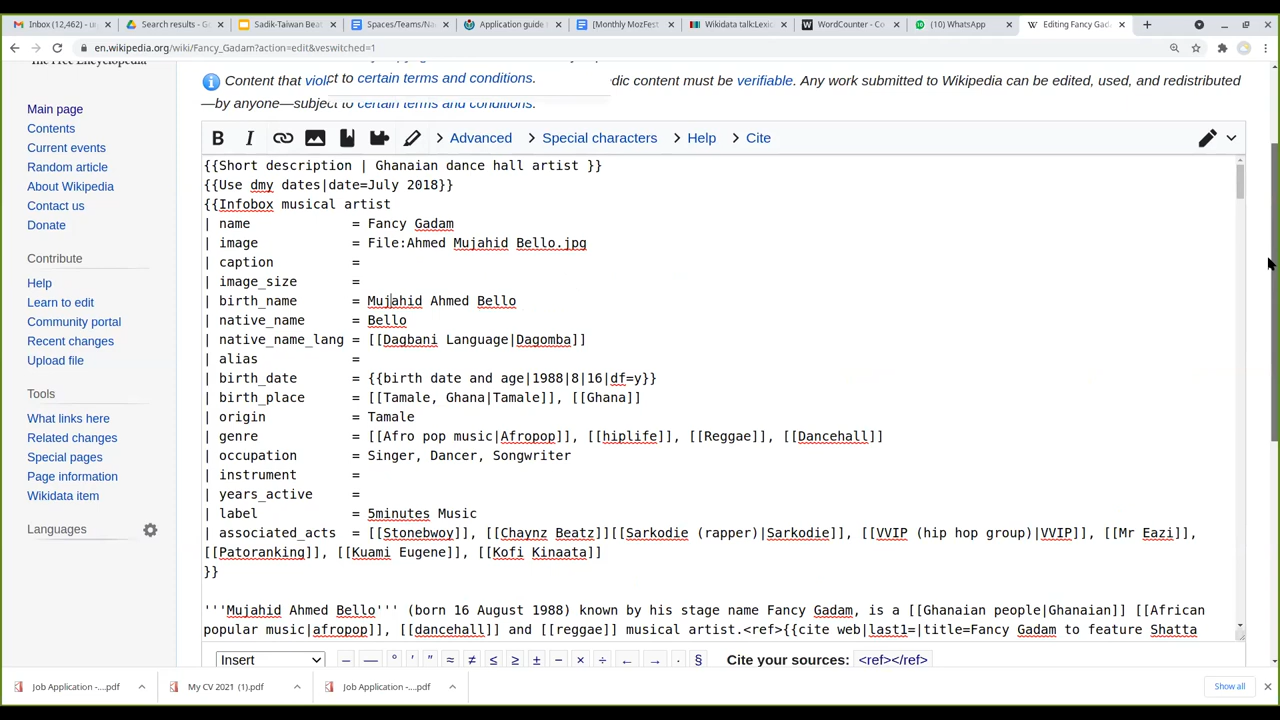 Inbox (12,462) - u
Search results - G
Sadik-Taiwan Bea
Spaces/Teams/Na
Application guide f
[Monthly MozFest
Wikidata talk:Lexic
WordCounter - Co
(10) WhatsApp
Editing Fancy Gad
en.wikipedia.org/wiki/Fancy_Gadam?action=edit&veswitched=1
Main page
Contents
Current events
Random article
About Wikipedia
Contact us
Donate
Contribute
Help
Learn to edit
Community portal
Recent changes
Upload file
Tools
What links here
Related changes
Special pages
Page information
Wikidata item
Languages
ct to certain terms and conditions.
Content that viol
dic content must be verifiable. Any work submitted to Wikipedia can be edited, used, and redistributed
—by anyone—subject to certain terms and conditions.
B I Advanced Special characters Help Cite
{{Short description | Ghanaian dance hall artist }}
{{Use dmy dates|date=July 2018}}
{{Infobox musical artist
| name = Fancy Gadam
| image = File:Ahmed Mujahid Bello.jpg
| caption =
| image_size =
| birth_name = Mujahid Ahmed Bello
| native_name = Bello
| native_name_lang = [[Dagbani Language|Dagomba]]
| alias =
| birth_date = {{birth date and age|1988|8|16|df=y}}
| birth_place = [[Tamale, Ghana|Tamale]], [[Ghana]]
| origin = Tamale
| genre = [[Afro pop music|Afropop]], [[hiplife]], [[Reggae]], [[Dancehall]]
| occupation = Singer, Dancer, Songwriter
| instrument =
| years_active =
| label = 5minutes Music
| associated_acts = [[Stonebwoy]], [[Chaynz Beatz]][[Sarkodie (rapper)|Sarkodie]], [[VVIP (hip hop group)|VVIP]], [[Mr Eazi]],
[[Patoranking]], [[Kuami Eugene]], [[Kofi Kinaata]]
}}
'''Mujahid Ahmed Bello''' (born 16 August 1988) known by his stage name Fancy Gadam, is a [[Ghanaian people|Ghanaian]] [[African
popular music|afropop]], [[dancehall]] and [[reggae]] musical artist.<ref>{{cite web|last1=|title=Fancy Gadam to feature Shatta
Insert – — ° ′ ″ ≈ ≠ ≤ ≥ ± − × ÷ ← → · § Cite your sources: <ref></ref>
Job Application -....pdf
My CV 2021 (1).pdf
Job Application -....pdf
Show all